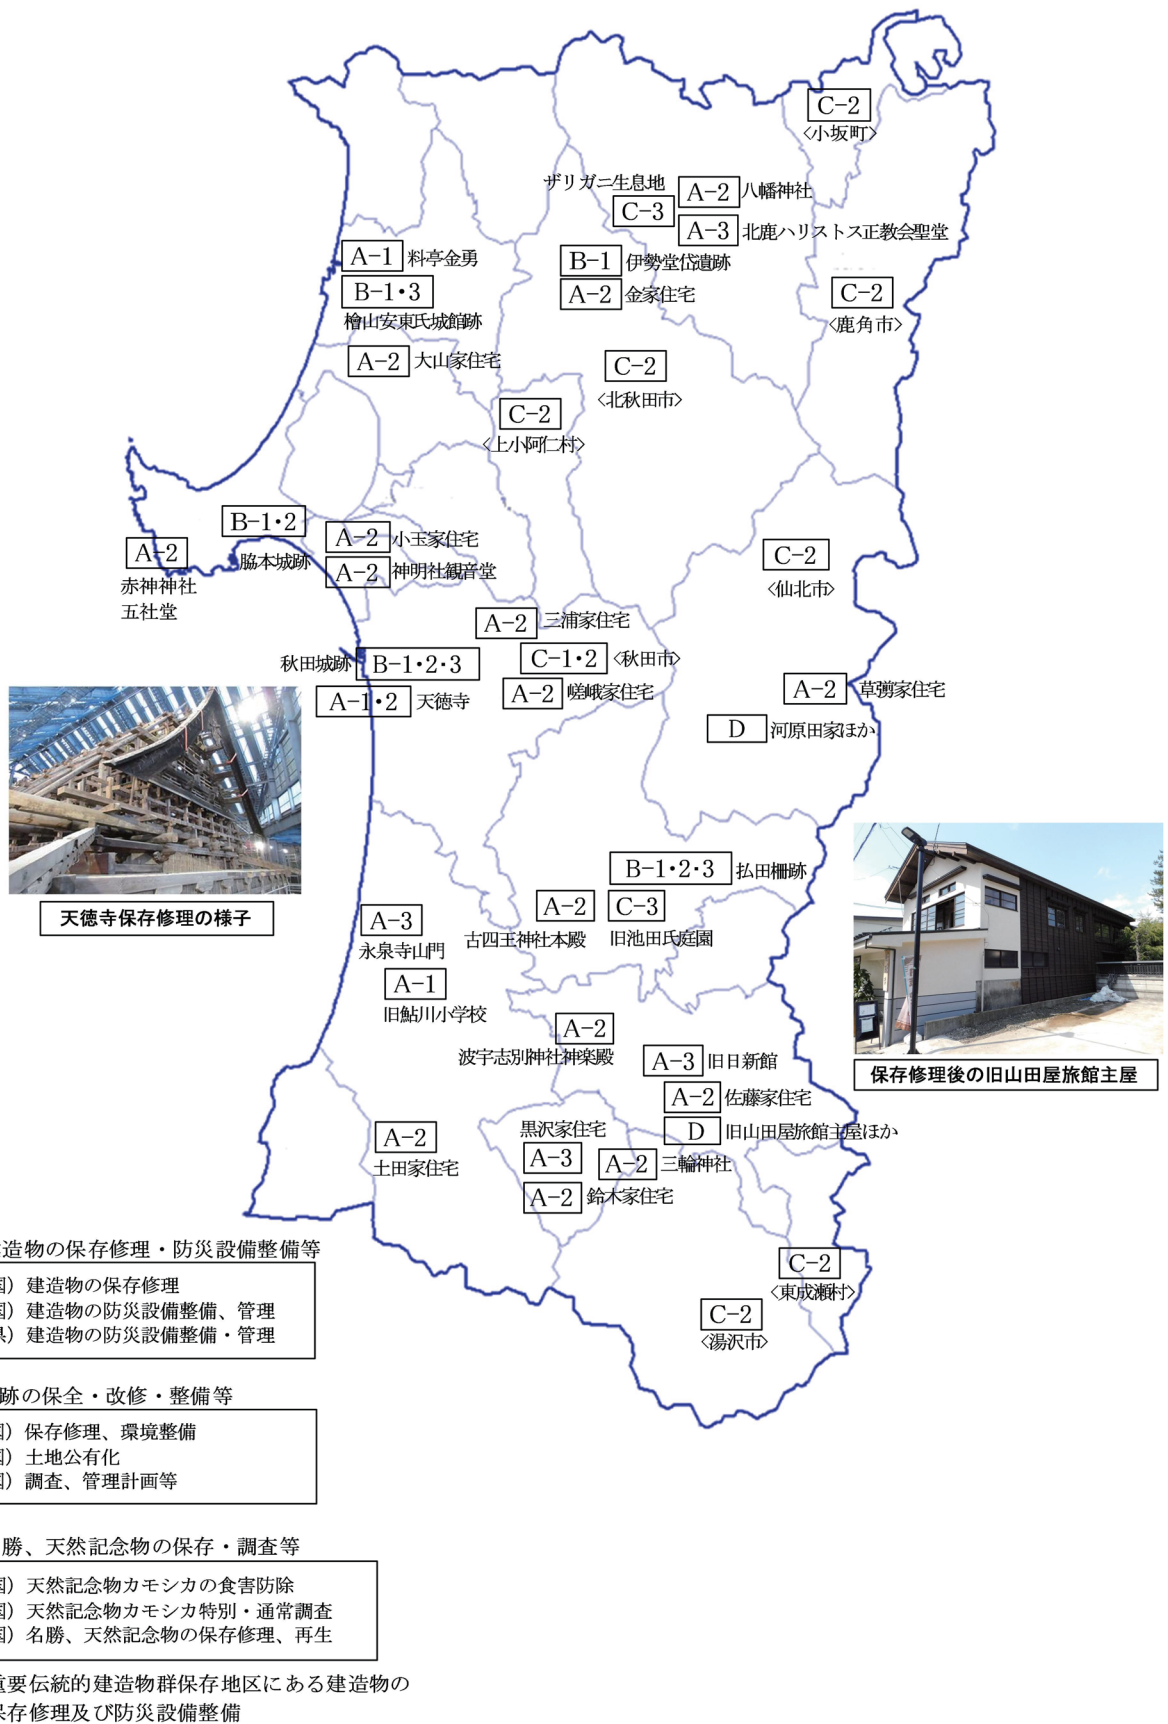 C-2
〈小坂町〉
ザリガニ生息地
C-3
A-2 八幡神社
A-3 北鹿ハリストス正教会聖堂
A-1 料亭金勇
B-1・3
檜山安東氏城館跡
B-1 伊勢堂岱遺跡
A-2 金家住宅
C-2
〈鹿角市〉
A-2 大山家住宅
C-2
〈北秋田市〉
C-2
〈上小阿仁村〉
B-1・2
脇本城跡
A-2
赤神神社
五社堂
A-2 小玉家住宅
A-2 神明社観音堂
C-2
〈仙北市〉
A-2 三浦家住宅
秋田城跡 B-1・2・3
C-1・2 〈秋田市〉
A-1・2 天徳寺
A-2 嵯峨家住宅
A-2 草彅家住宅
D 河原田家ほか
天徳寺保存修理の様子
B-1・2・3 払田柵跡
A-2
古四王神社本殿
C-3
旧池田氏庭園
A-3
永泉寺山門
A-1
旧鮎川小学校
保存修理後の旧山田屋旅館主屋
A-2
波宇志別神社神楽殿
A-3 旧日新館
A-2 佐藤家住宅
D 旧山田屋旅館主屋ほか
A-2
土田家住宅
黒沢家住宅
A-3
A-2 三輪神社
A-2 鈴木家住宅
C-2
〈東成瀬村〉
C-2
〈湯沢市〉
造物の保存修理・防災設備整備等
）建造物の保存修理
）建造物の防災設備整備、管理
）建造物の防災設備整備・管理
跡の保全・改修・整備等
）保存修理、環境整備
）土地公有化
）調査、管理計画等
勝、天然記念物の保存・調査等
）天然記念物カモシカの食害防除
）天然記念物カモシカ特別・通常調査
）名勝、天然記念物の保存修理、再生
重要伝統的建造物群保存地区にある建造物の
保存修理及び防災設備整備